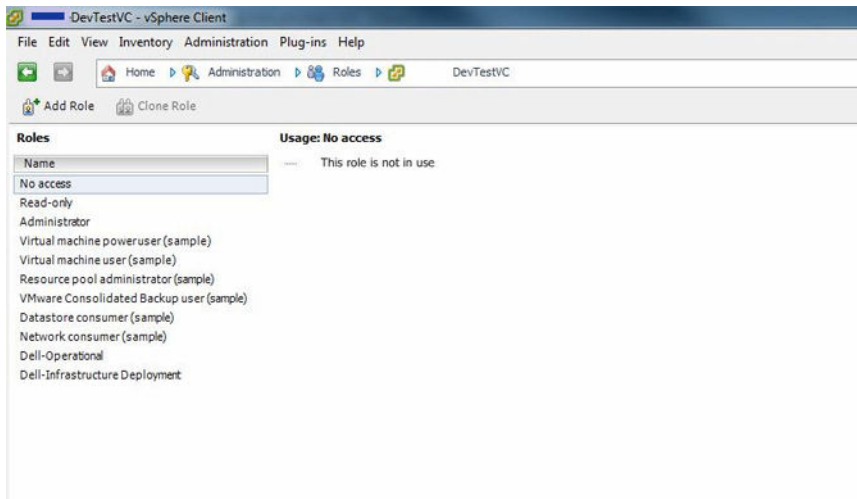 DevTestVC - vSphere Client
File Edit View Inventory Administration Plug-ins Help
Home Administration Roles DevTestVC
Add Role Clone Role
Roles
Name
No access
Read-only
Administrator
Virtual machine poweruser (sample)
Virtual machine user (sample)
Resource pool administrator (sample)
VMware Consolidated Backup user (sample)
Datastore consumer (sample)
Network consumer (sample)
Dell-Operational
Dell-Infrastructure Deployment
Usage: No access
This role is not in use